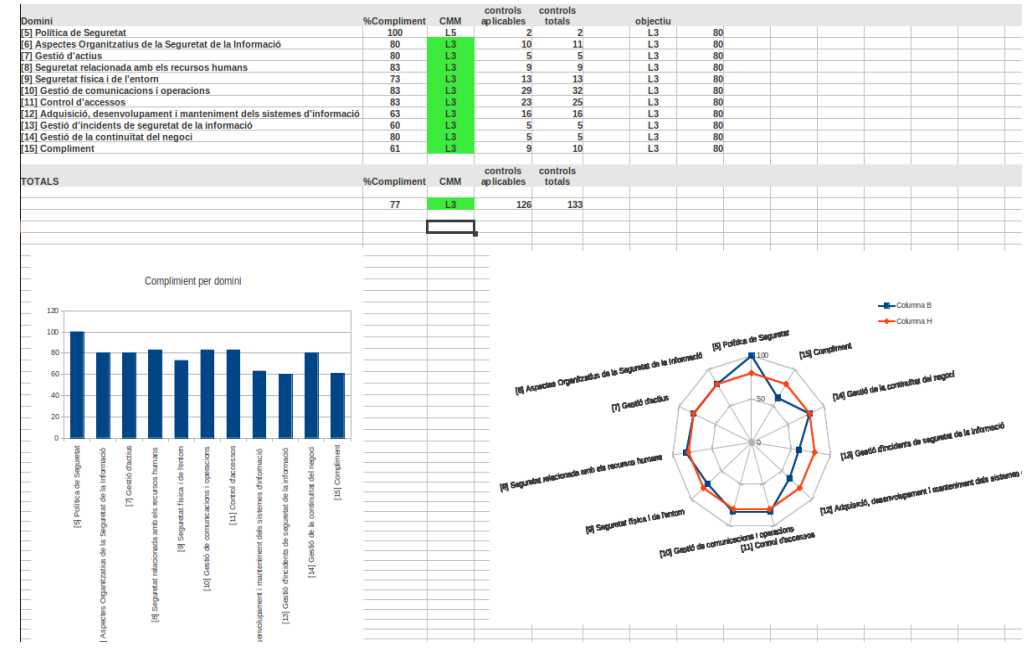 Domini %Compliment CMM controls aplicables controls totals objectiu
[5] Política de Seguretat 100 L5 2 2 L3 80
[6] Aspectes Organitzatius de la Seguretat de la Informació 80 L3 10 11 L3 80
[7] Gestió d'actius 80 L3 5 5 L3 80
[8] Seguretat relacionada amb els recursos humans 83 L3 9 9 L3 80
[9] Seguretat física i de l'entorn 73 L3 13 13 L3 80
[10] Gestió de comunicacions i operacions 83 L3 29 32 L3 80
[11] Control d'accessos 83 L3 23 25 L3 80
[12] Adquisició, desenvolupament i manteniment dels sistemes d'informació 63 L3 16 16 L3 80
[13] Gestió d'incidents de seguretat de la informació 60 L3 5 5 L3 80
[14] Gestió de la continuïtat del negoci 80 L3 5 5 L3 80
[15] Compliment 61 L3 9 10 L3 80
TOTALS %Compliment CMM controls aplicables controls totals
77 L3 126 133
Complimient per domini
120
100
80
60
40
20
0
[5] Política de Seguretat
] Aspectes Organitzatius de la Seguretat de la Informació
[7] Gestió d'actius
[8] Seguretat relacionada amb els recursos humans
[9] Seguretat física i de l'entorn
[10] Gestió de comunicacions i operacions
[11] Control d'accessos
senvolupament i manteniment dels sistemes d'informació
[13] Gestió d'incidents de seguretat de la informació
[14] Gestió de la continuïtat del negoci
[15] Compliment
Columna B
Columna H
[5] Política de Seguretat
[15] Compliment
[6] Aspectes Organitzatius de la Seguretat de la Informació
[14] Gestió de la continuïtat del negoci
[7] Gestió d'actius
[13] Gestió d'incidents de seguretat de la informació
[8] Seguretat relacionada amb els recursos humans
[12] Adquisició, desenvolupament i manteniment dels sistemes
[9] Seguretat física i de l'entorn
[10] Gestió de comunicacions i operacions
[11] Control d'accessos
100
50
0